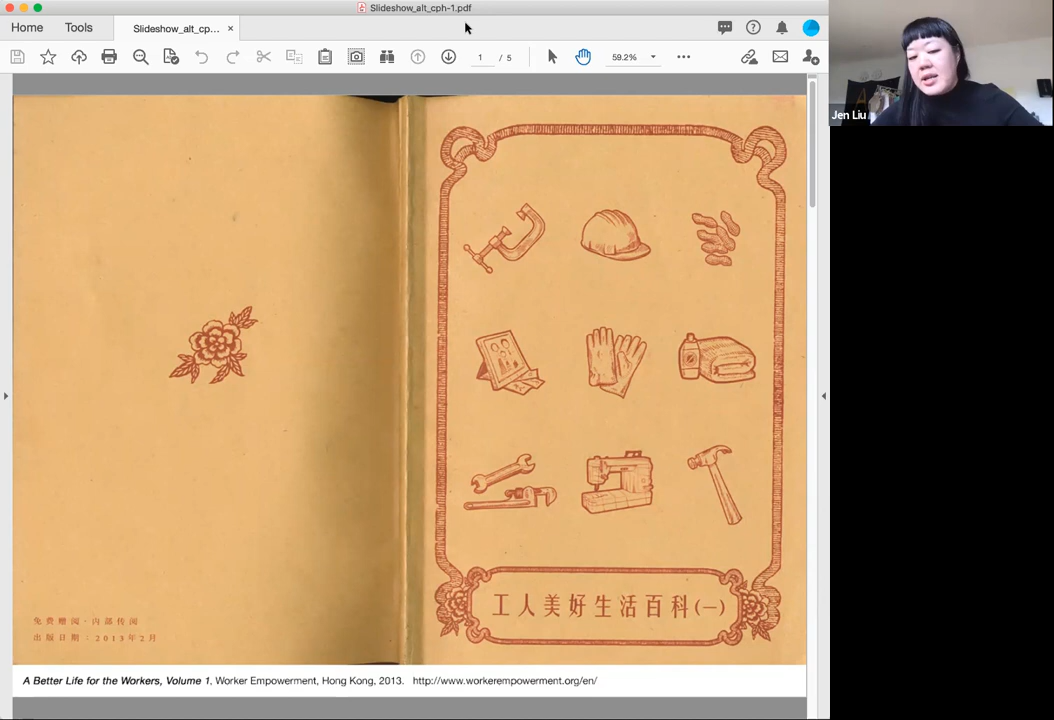 Slideshow_alt_cph-1.pdf
Home
Tools
Slideshow_alt_cp... ×
1 / 5
59.2%
Jen Liu
工人美好生活百科(一)
免费赠阅·内部传阅
出版日期：2013年2月
A Better Life for the Workers, Volume 1, Worker Empowerment, Hong Kong, 2013. http://www.workerempowerment.org/en/